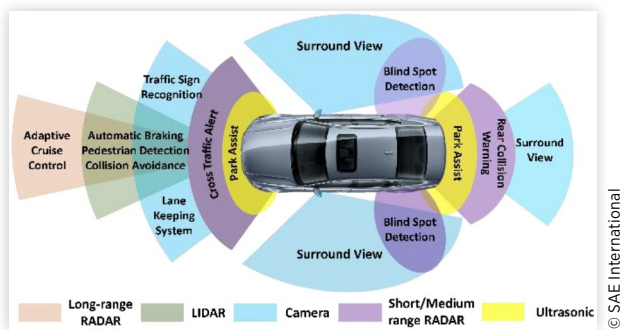 Surround View
Blind Spot
Detection
Traffic Sign
Recognition
Adaptive
Cruise
Control
Automatic Braking
Pedestrian Detection
Collision Avoidance
Cross Traffic Alert
Park Assist
Park Assist
Rear Collision
Warning
Surround
View
Lane
Keeping
System
Blind Spot
Detection
Surround View
Long-range
RADAR
LIDAR
Camera
Short/Medium
range RADAR
Ultrasonic
© SAE International